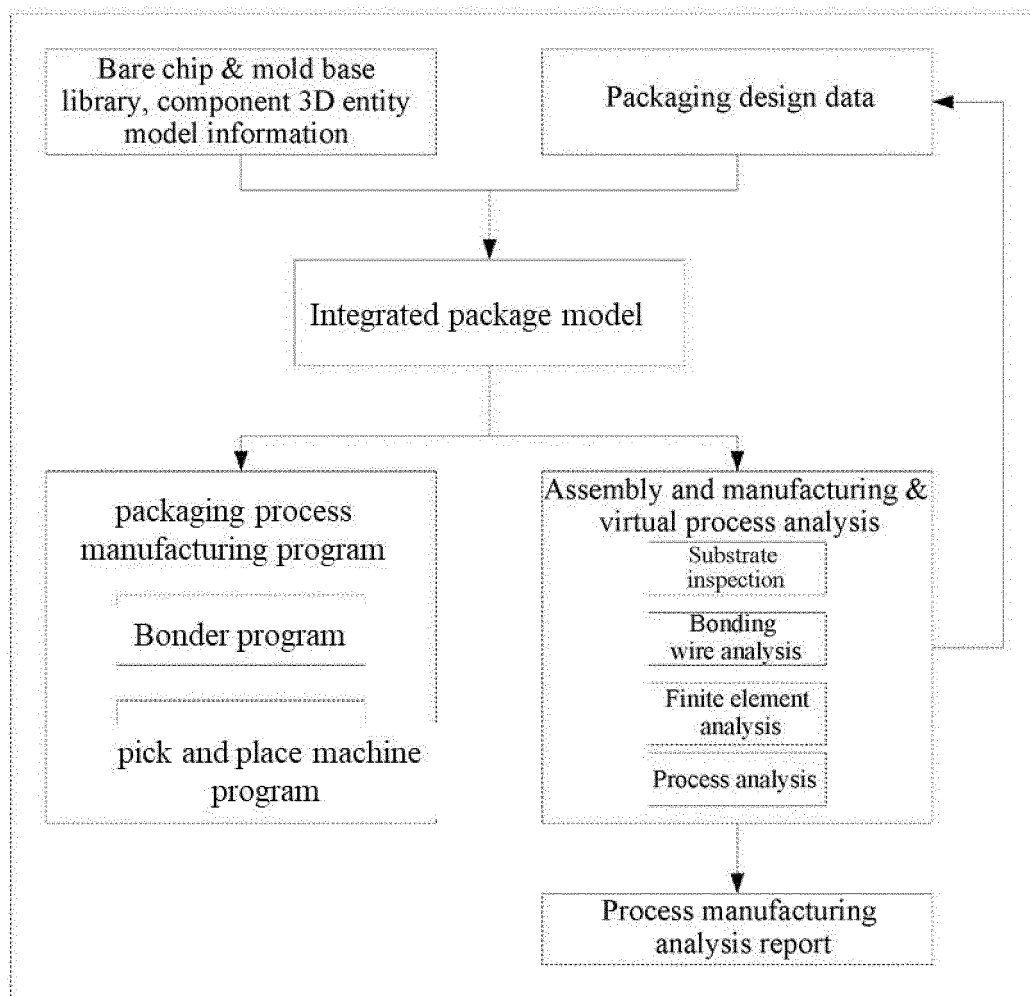 Bare chip & mold base
library, component 3D entity
model information
Packaging design data
Integrated package model
packaging process
manufacturing program
Bonder program
pick and place machine
program
Assembly and manufacturing &
virtual process analysis
Substrate
inspection
Bonding
wire analysis
Finite element
analysis
Process analysis
Process manufacturing
analysis report